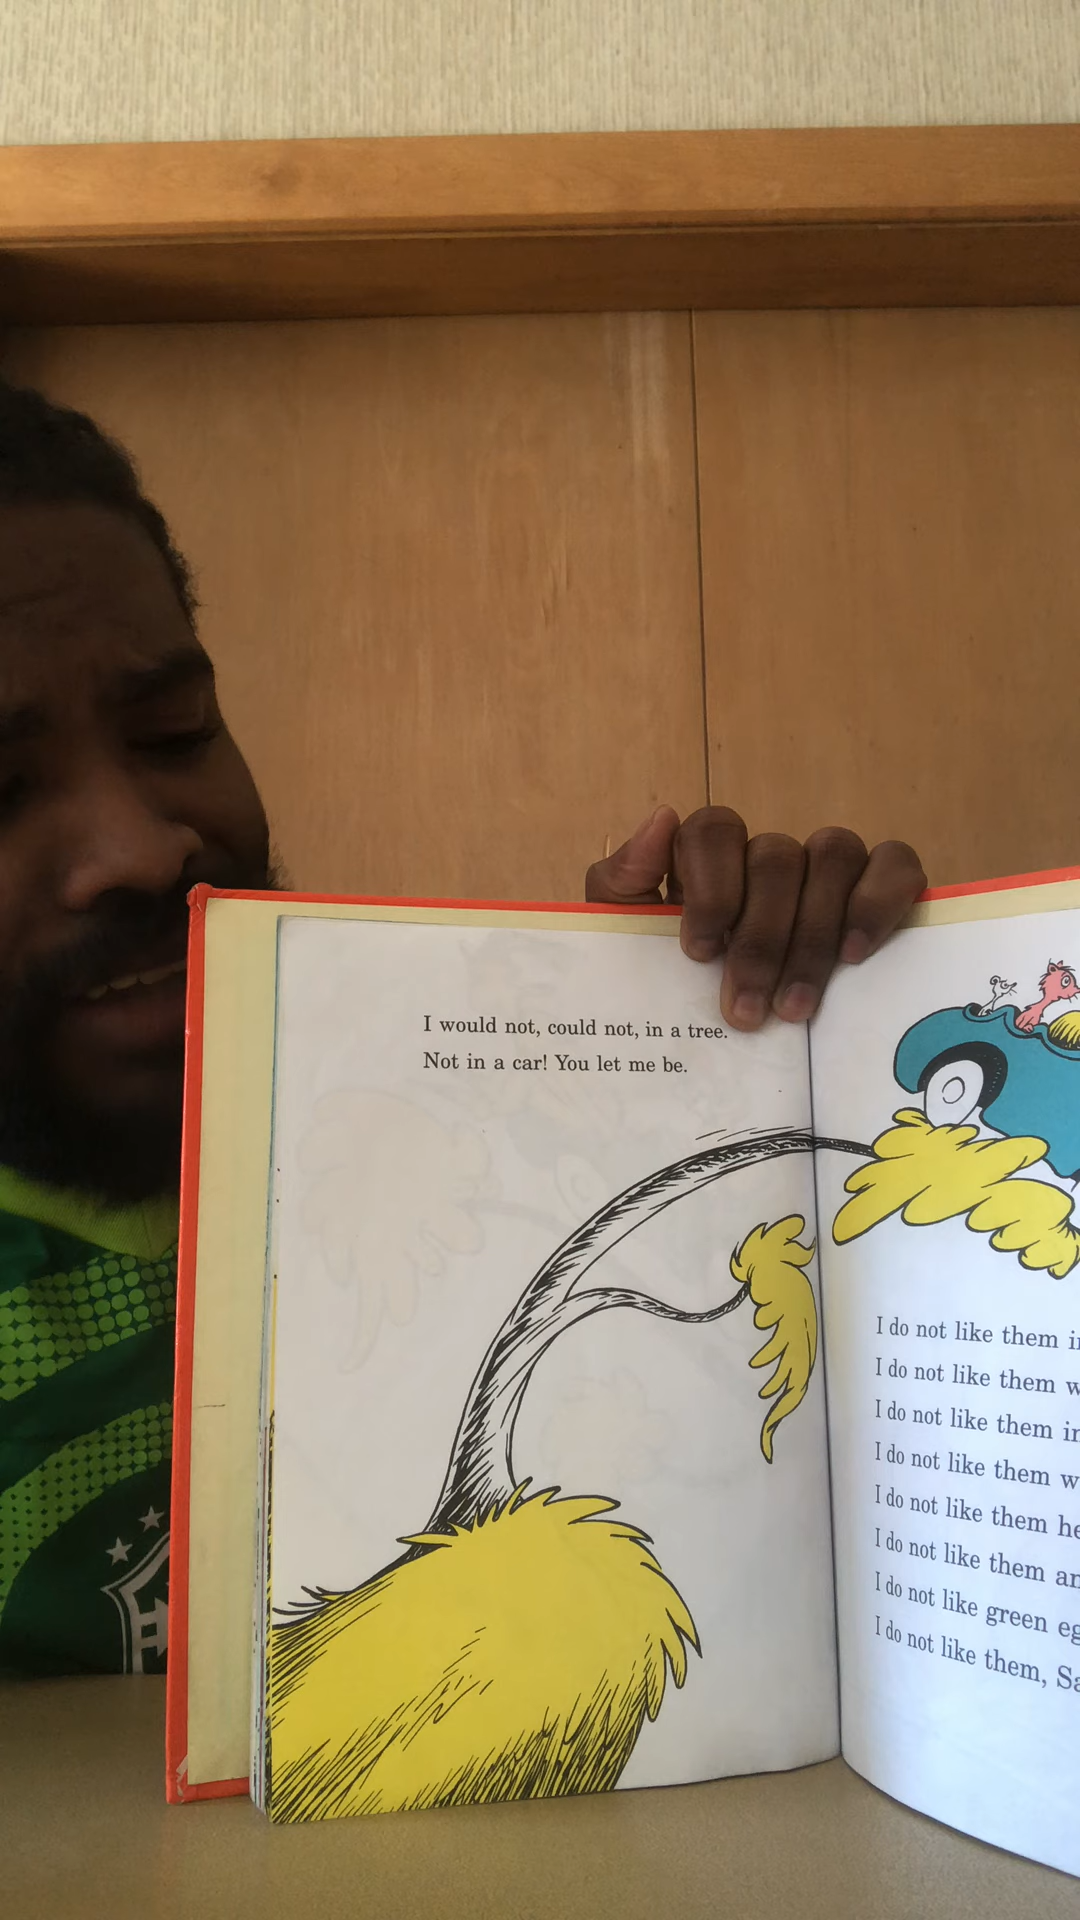 I would not, could not, in a tree.
Not in a car! You let me be.
I do not like them
I do not like them
I do not like them
I do not like them
I do not like them
I do not like them
I do not like green
I do not like them,